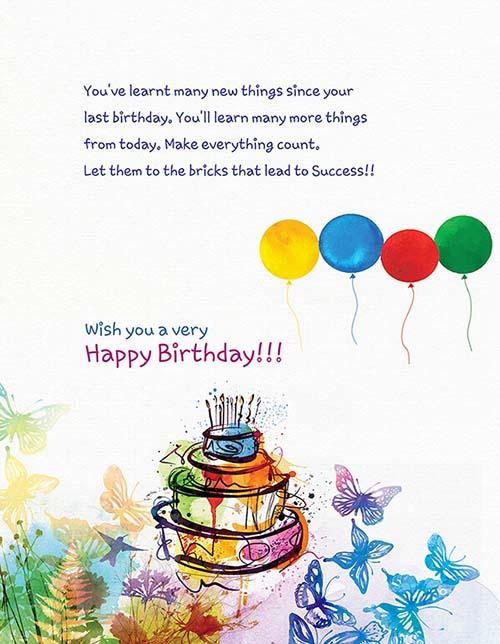 You've learnt many new things since your
last birthday. You'll learn many more things
from today. Make everything count.
Let them to the bricks that lead to Success!!
Wish you a very
Happy Birthday!!!